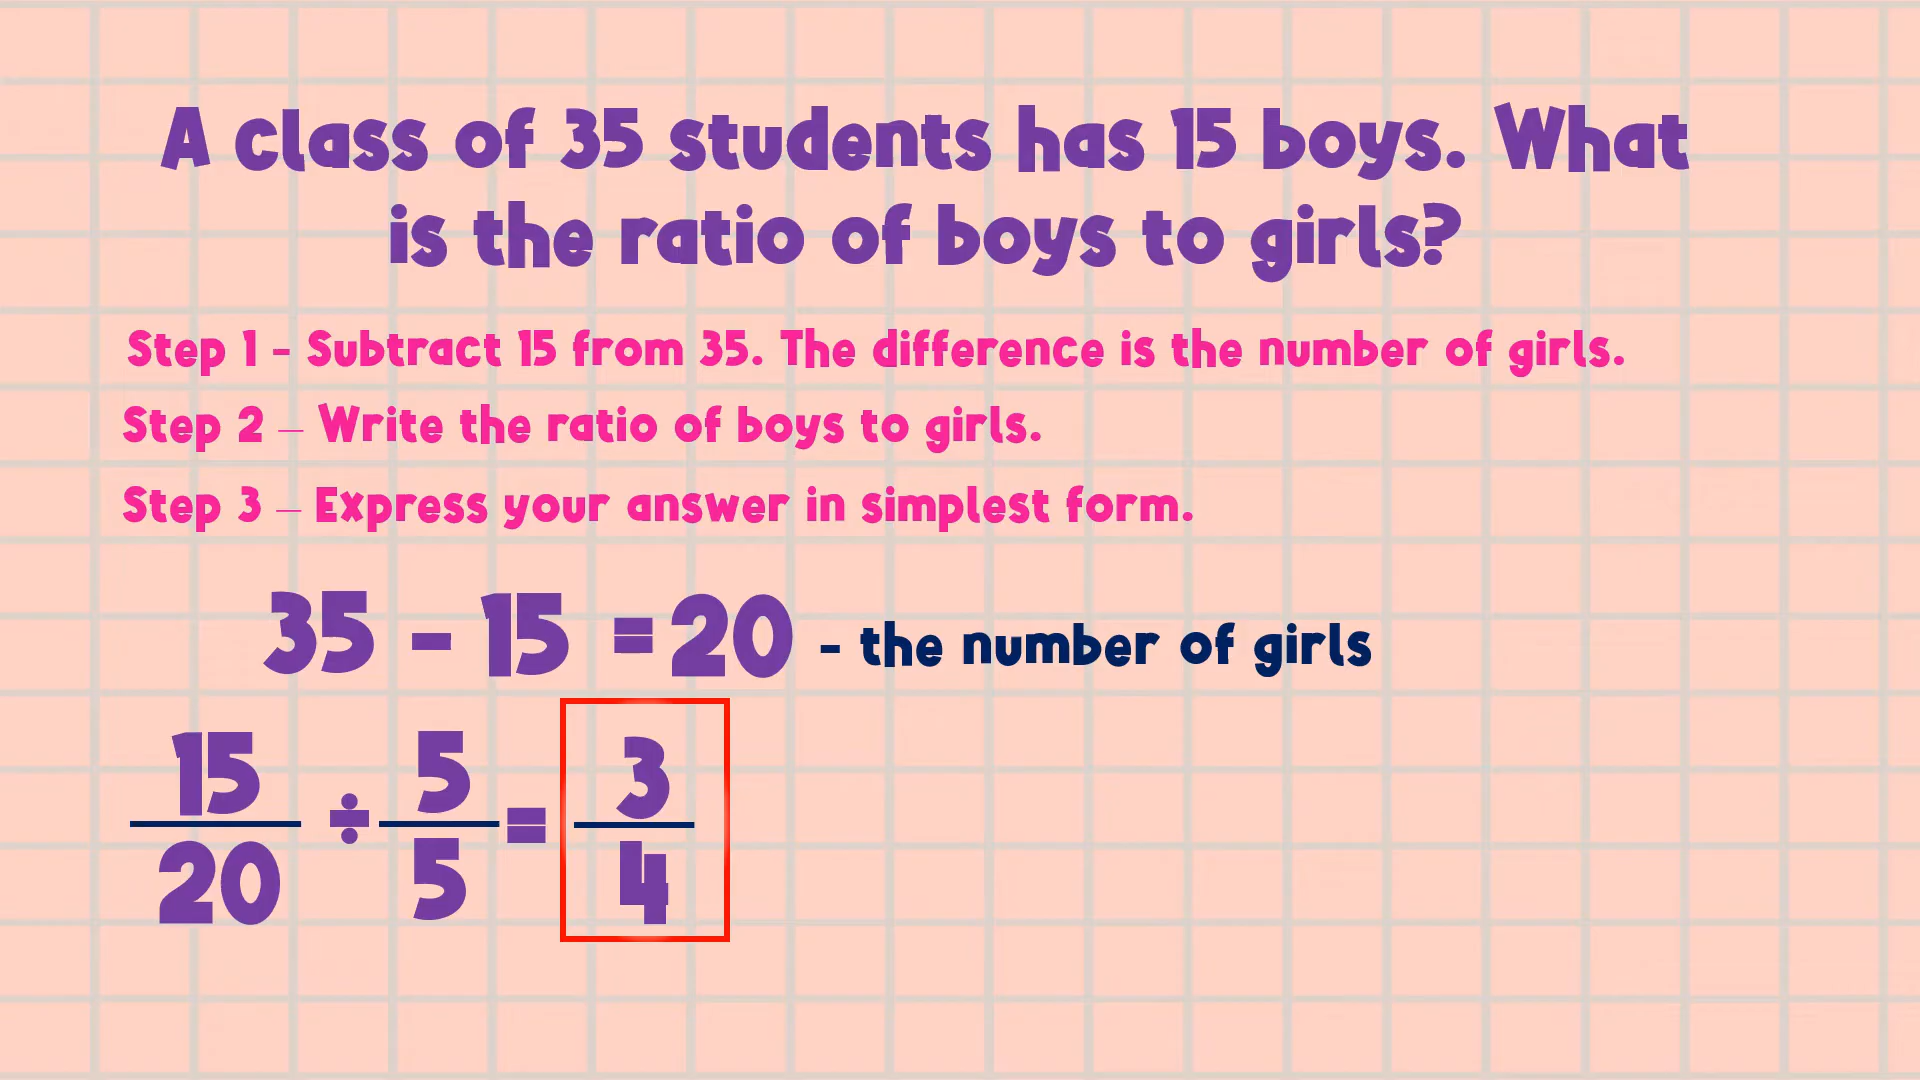 A class of 35 students has 15 boys. What
is the ratio of boys to girls?
Step 1 - Subtract 15 from 35. The difference is the number of girls.
Step 2 – Write the ratio of boys to girls.
Step 3 – Express your answer in simplest form.
35 - 15 = 20 - the number of girls
15/20 ÷ 5/5 = 3/4